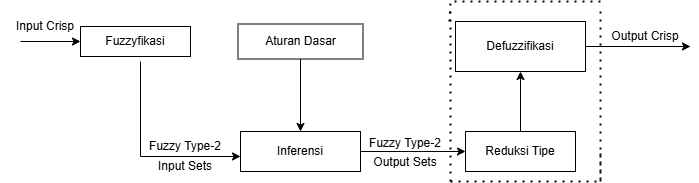 Input Crisp
Fuzzyfikasi
Aturan Dasar
Defuzzifikasi
Output Crisp
Fuzzy Type-2
Input Sets
Inferensi
Fuzzy Type-2
Output Sets
Reduksi Tipe